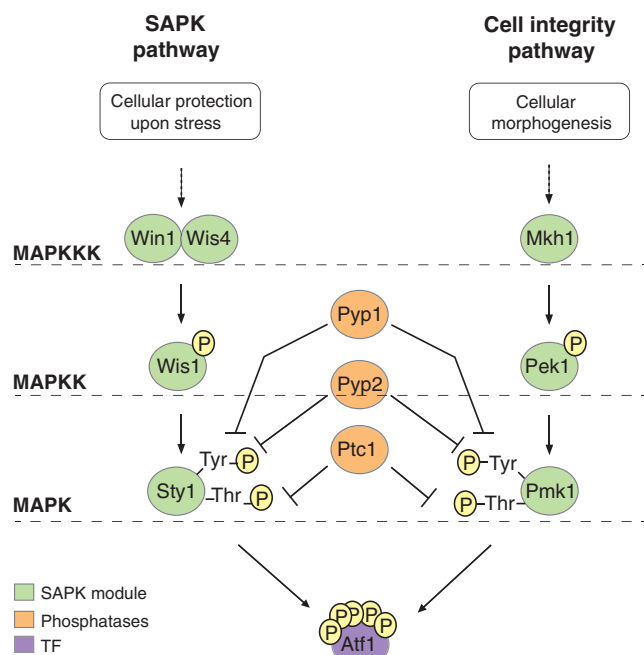 SAPK
pathway
Cell integrity
pathway
Cellular protection
upon stress
Cellular
morphogenesis
Win1 Wis4
Mkh1
MAPKKK
Pyp1
P
P
Wis1
Pek1
Pyp2
MAPKK
Ptc1
Tyr P
P Tyr
Sty1
Thr P
P Thr
Pmk1
MAPK
SAPK module
Phosphatases
TF
P P P P P
Atf1